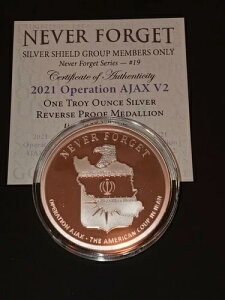 NEVER FORGET
SILVER SHIELD GROUP MEMBERS ONLY
Never Forget Series — #19
Certificate of Authenticity
2021 Operation AJAX V2
ONE TROY OUNCE SILVER
REVERSE PROOF MEDALLION
NEVER FORGET
OPERATION AJAX - THE AMERICAN COUP IN IRAN